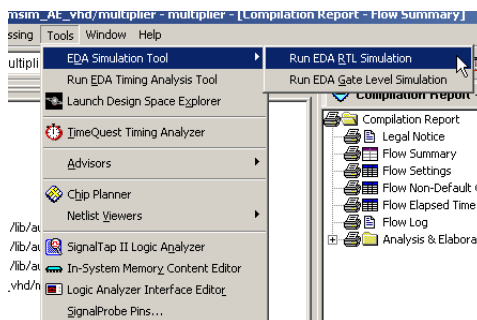 msim_AE_vhd/multiplier - multiplier - [Compilation Report - Flow Summary]
ssing Tools Window Help
ultipli
EDA Simulation Tool
Run EDA RTL Simulation
Run EDA Timing Analysis Tool
Run EDA Gate Level Simulation
Launch Design Space Explorer
Compilation Report
TimeQuest Timing Analyzer
Advisors
Chip Planner
Netlist Viewers
SignalTap II Logic Analyzer
In-System Memory Content Editor
Logic Analyzer Interface Editor
SignalProbe Pins...
/lib/au
/lib/au
/lib/au
_vhd/n
Compilation Report
Legal Notice
Flow Summary
Flow Settings
Flow Non-Default
Flow Elapsed Time
Flow Log
Analysis & Elabora